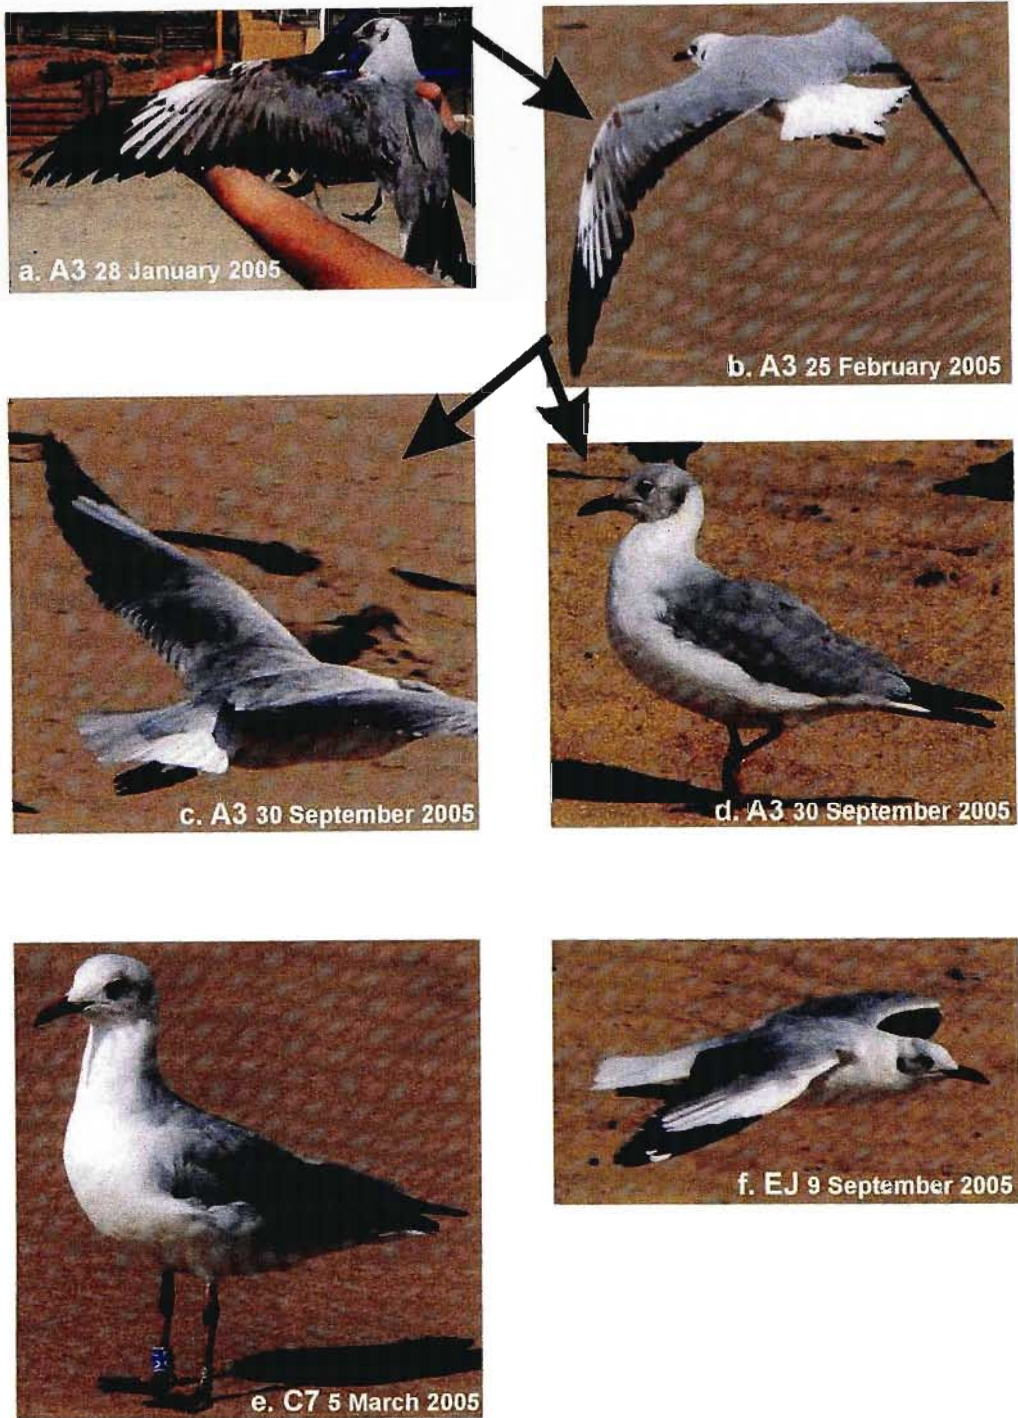 a. A3 28 January 2005
b. A3 25 February 2005
c. A3 30 September 2005
d. A3 30 September 2005
e. C7 5 March 2005
f. EJ 9 September 2005